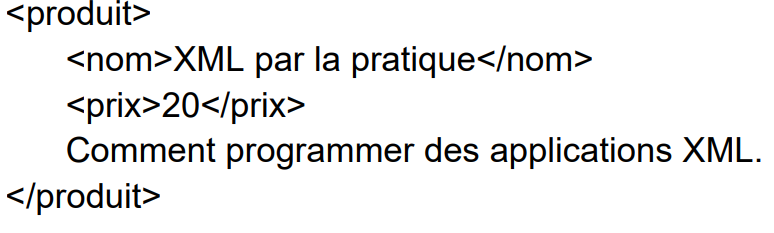 <produit>
<nom>XML par la pratique</nom>
<prix>20</prix>
Comment programmer des applications XML.
</produit>